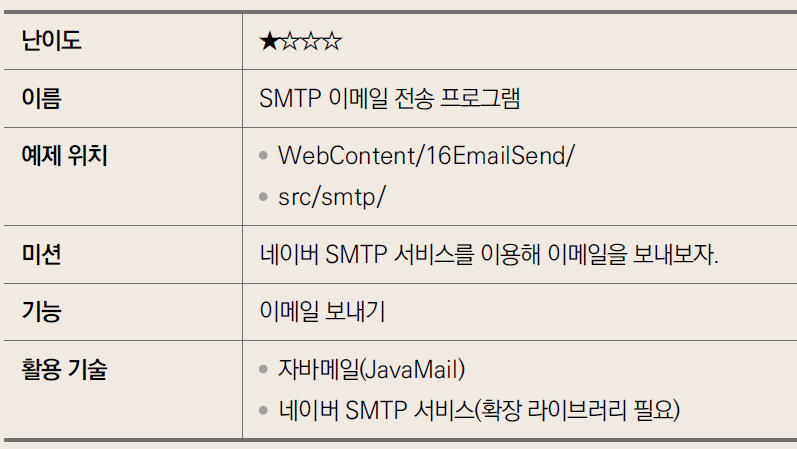 난이도 ★☆☆☆
이름 SMTP 이메일 전송 프로그램
예제 위치 • WebContent/16EmailSend/
• src/smtp/
미션 네이버 SMTP 서비스를 이용해 이메일을 보내보자.
기능 이메일 보내기
활용 기술 • 자바메일(JavaMail)
• 네이버 SMTP 서비스(확장 라이브러리 필요)